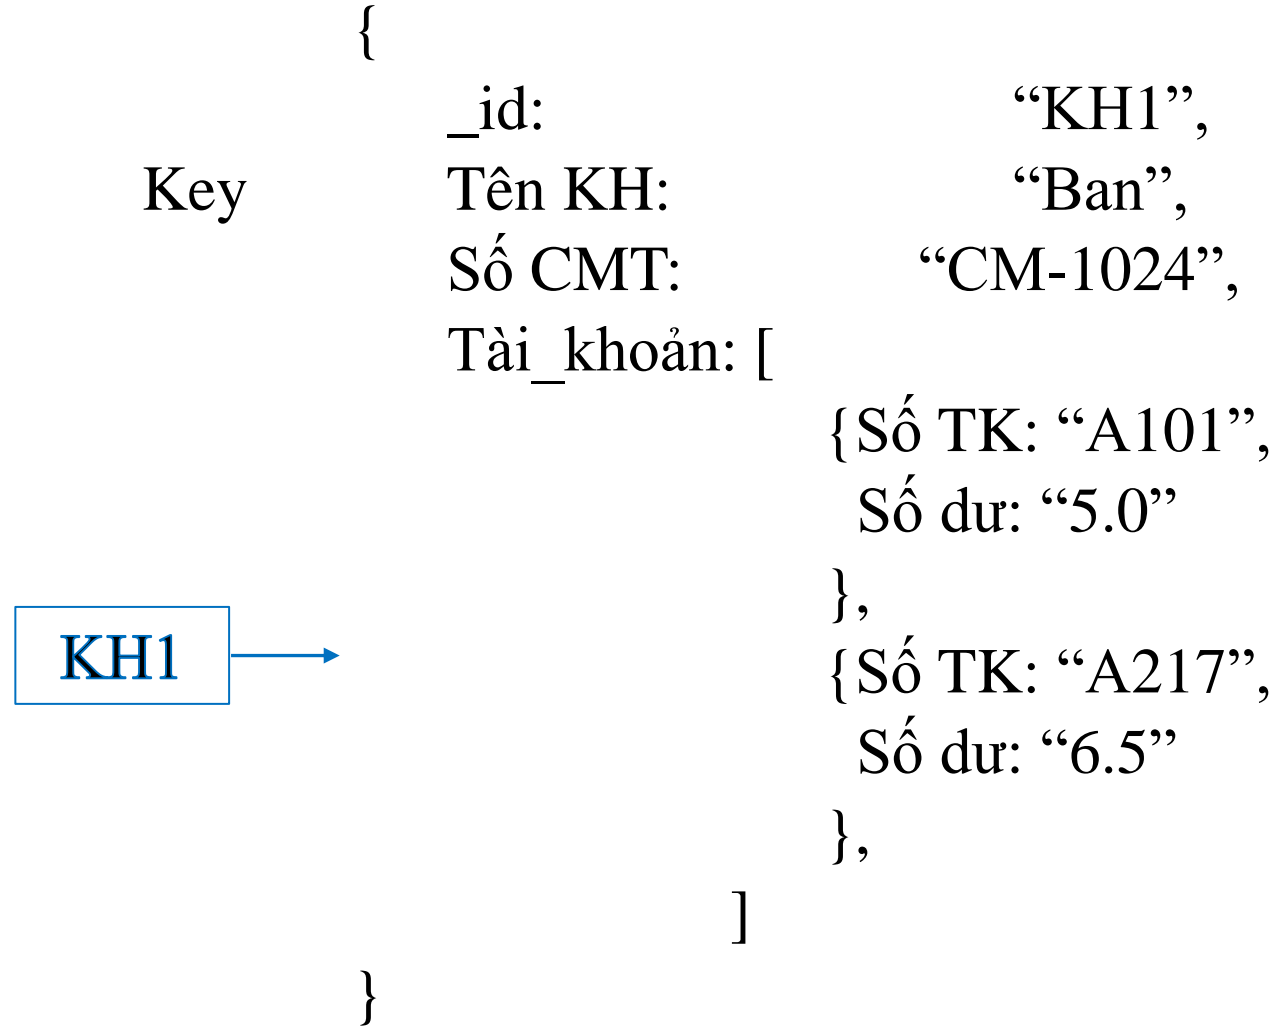 {
_id: “KH1”,
Key Tên KH: “Ban”,
Số CMT: “CM-1024”,
Tài_khoản: [
{Số TK: “A101”,
Số dư: “5.0”
},
KH1 {Số TK: “A217”,
Số dư: “6.5”
},
]
}